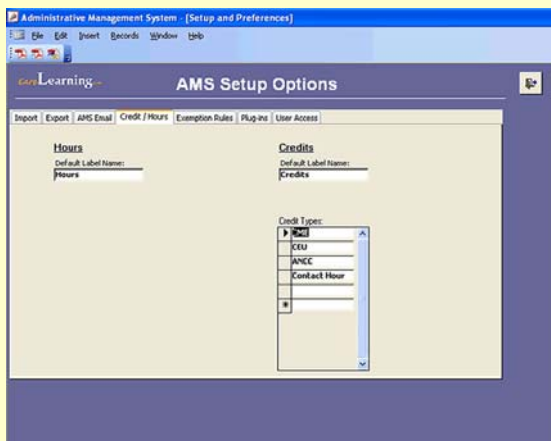 Administrative Management System - [Setup and Preferences]
File Edit Insert Records Window Help
careLearning
AMS Setup Options
Import Export AMS Email Credit / Hours Exemption Rules Plug-ins User Access
Hours
Default Label Name:
Hours
Credits
Default Label Name:
Credits
Credit Types:
CME
CEU
ANCC
Contact Hour